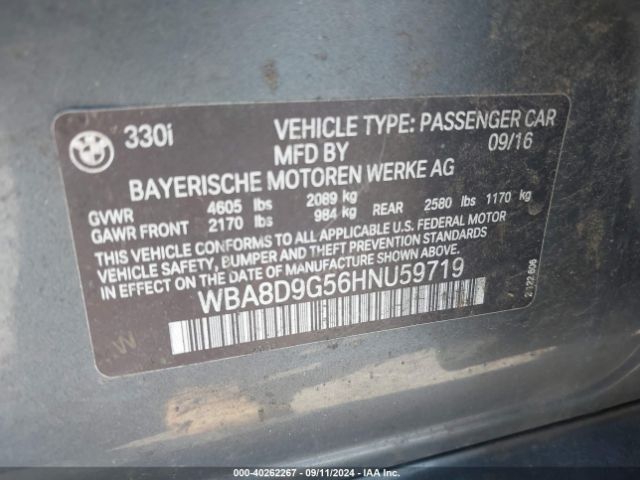 BMW
330i VEHICLE TYPE: PASSENGER CAR
MFD BY 09/16
BAYERISCHE MOTOREN WERKE AG
GVWR 4605 lbs 2089 kg
GAWR FRONT 2170 lbs 984 kg REAR 2580 lbs 1170 kg
THIS VEHICLE CONFORMS TO ALL APPLICABLE U.S. FEDERAL MOTOR
VEHICLE SAFETY, BUMPER AND THEFT PREVENTION STANDARDS
IN EFFECT ON THE DATE OF MANUFACTURE SHOWN ABOVE.
WBA8D9G56HNU59719
W
000-40262267 - 09/11/2024 - IAA Inc.